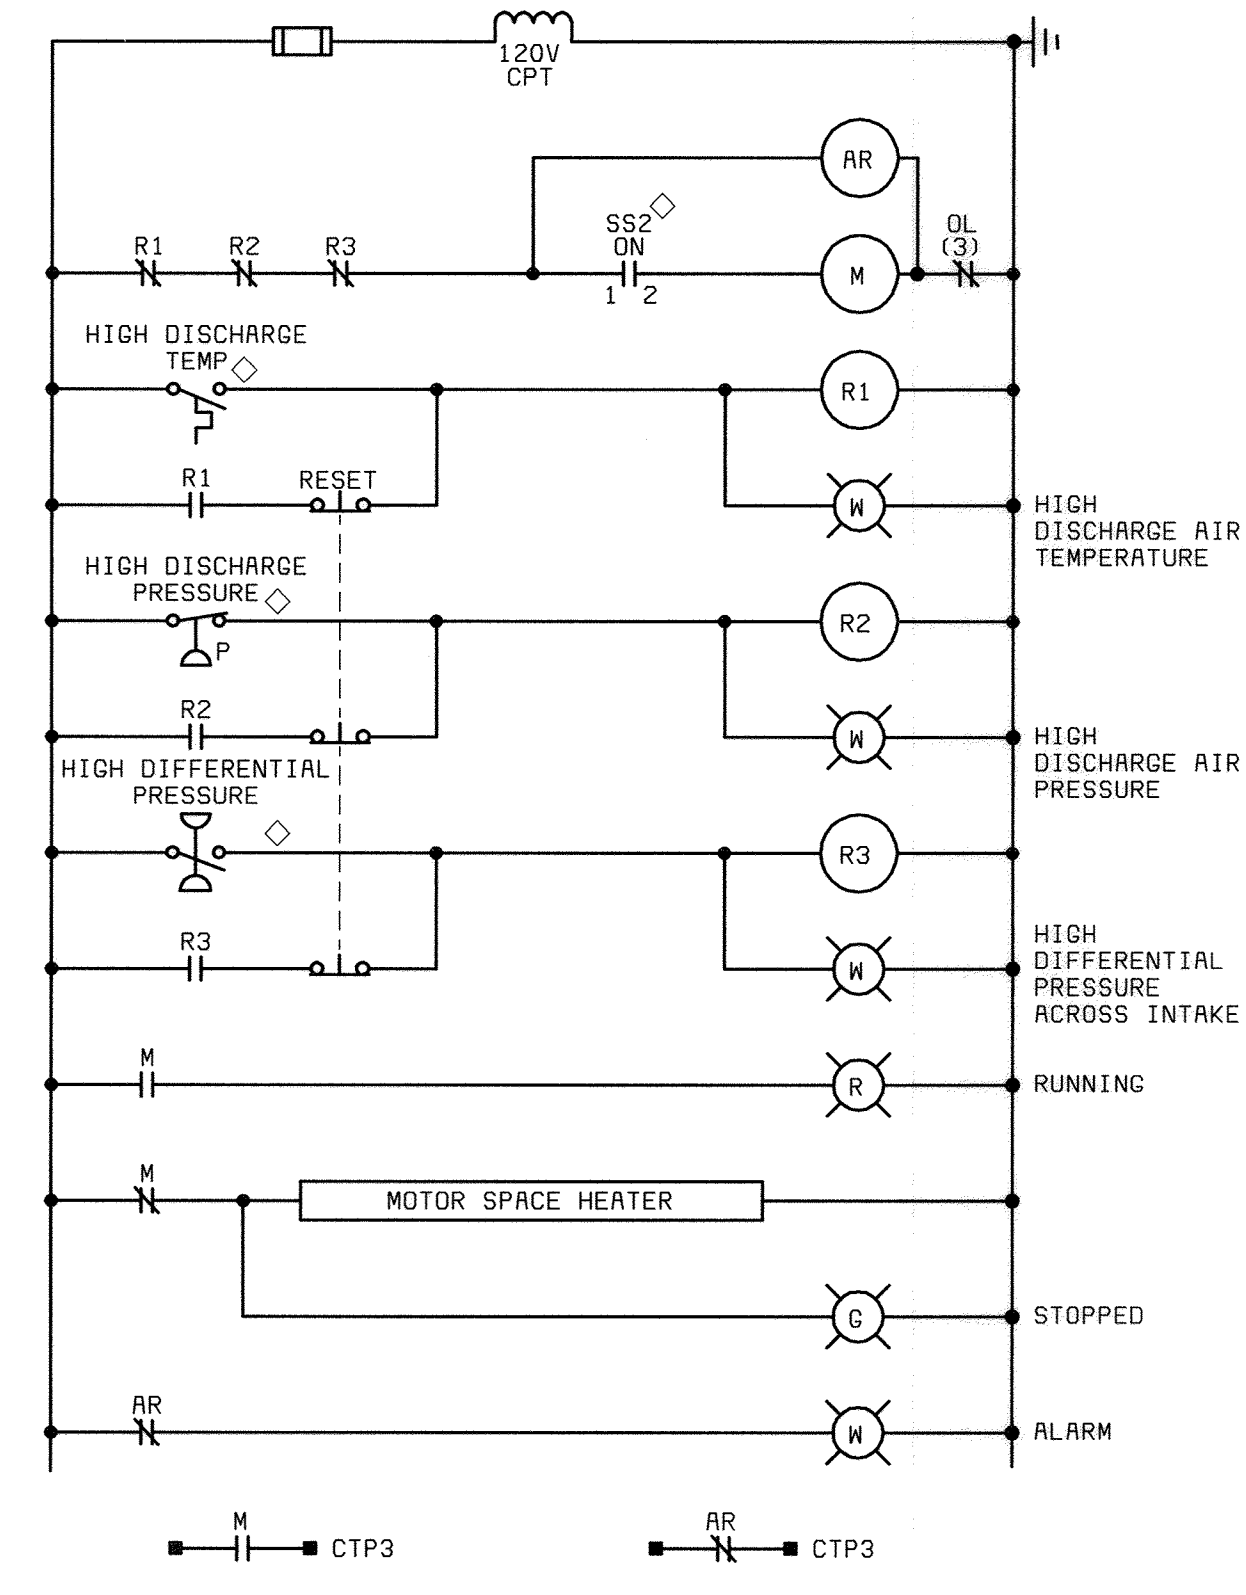 120V
CPT
AR
SS2
ON
OL
(3)
R1 R2 R3
M
1 2
HIGH DISCHARGE
TEMP
R1
R1
RESET
W
HIGH
DISCHARGE AIR
TEMPERATURE
HIGH DISCHARGE
PRESSURE
P
R2
R2
W
HIGH
DISCHARGE AIR
PRESSURE
HIGH DIFFERENTIAL
PRESSURE
R3
R3
W
HIGH
DIFFERENTIAL
PRESSURE
ACROSS INTAKE
M
R
RUNNING
M
MOTOR SPACE HEATER
G
STOPPED
AR
W
ALARM
M
CTP3
AR
CTP3